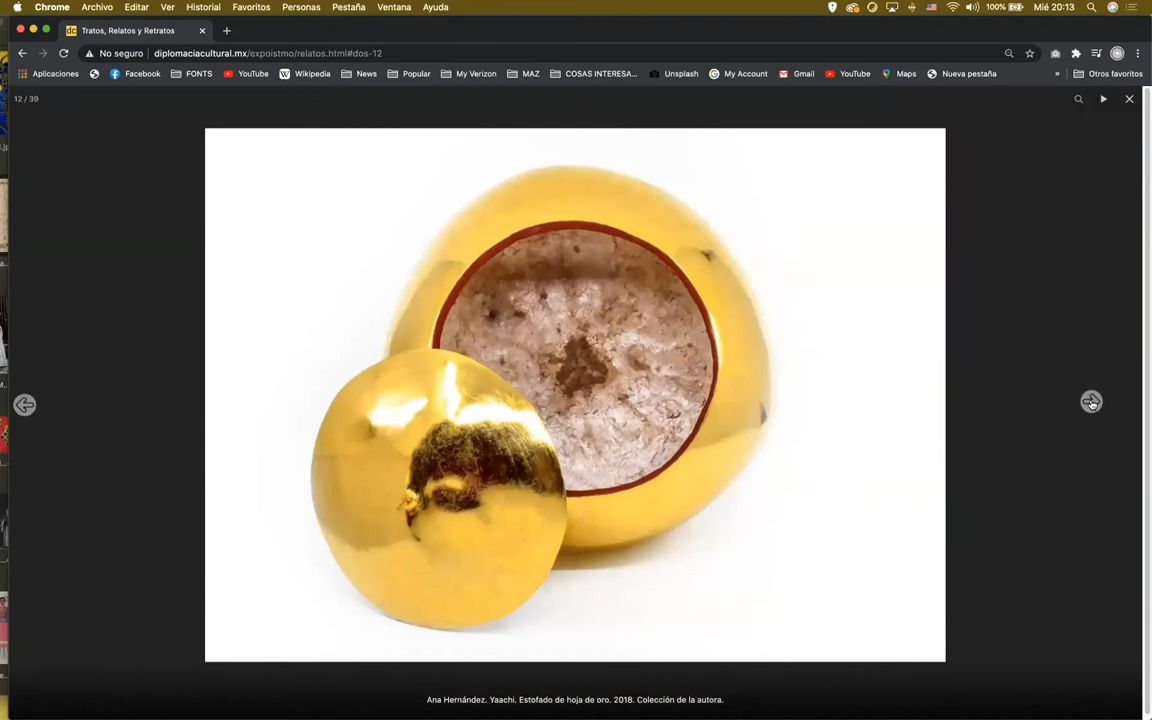 Chrome Archivo Editar Ver Historial Favoritos Personas Pestaña Ventana Ayuda 100% Mié 20:13
dc Tratos, Relatos y Retratos
No seguro diplomaciacultural.mx/expoistmo/relatos.html#dos-12
Aplicaciones Facebook FONTS YouTube Wikipedia News Popular My Verizon MAZ COSAS INTERESA... Unsplash My Account Gmail YouTube Maps Nueva pestaña » Otros favoritos
12 / 39
Ana Hernández. Yaachi. Estofado de hoja de oro. 2018. Colección de la autora.